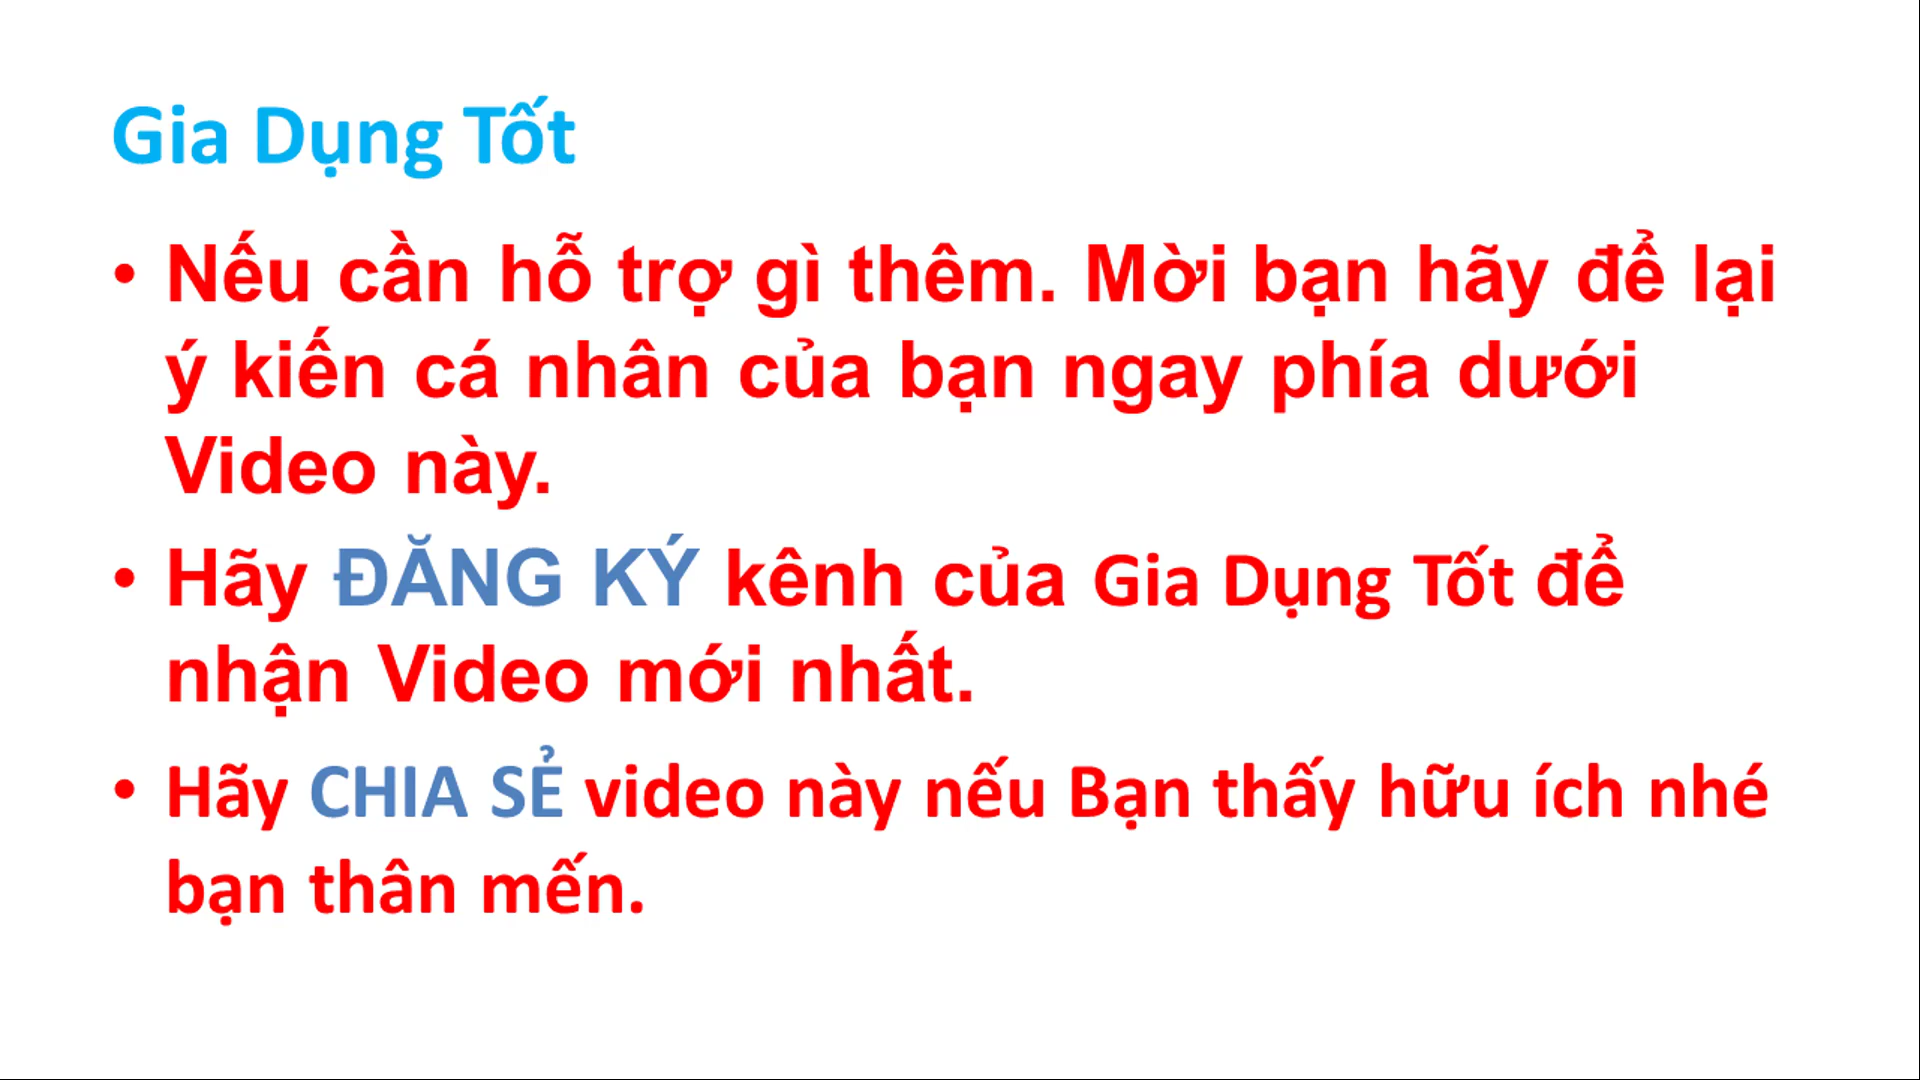 Gia Dụng Tốt
• Nếu cần hỗ trợ gì thêm. Mời bạn hãy để lại
ý kiến cá nhân của bạn ngay phía dưới
Video này.
• Hãy ĐĂNG KÝ kênh của Gia Dụng Tốt để
nhận Video mới nhất.
• Hãy CHIA SẺ video này nếu Bạn thấy hữu ích nhé
bạn thân mến.